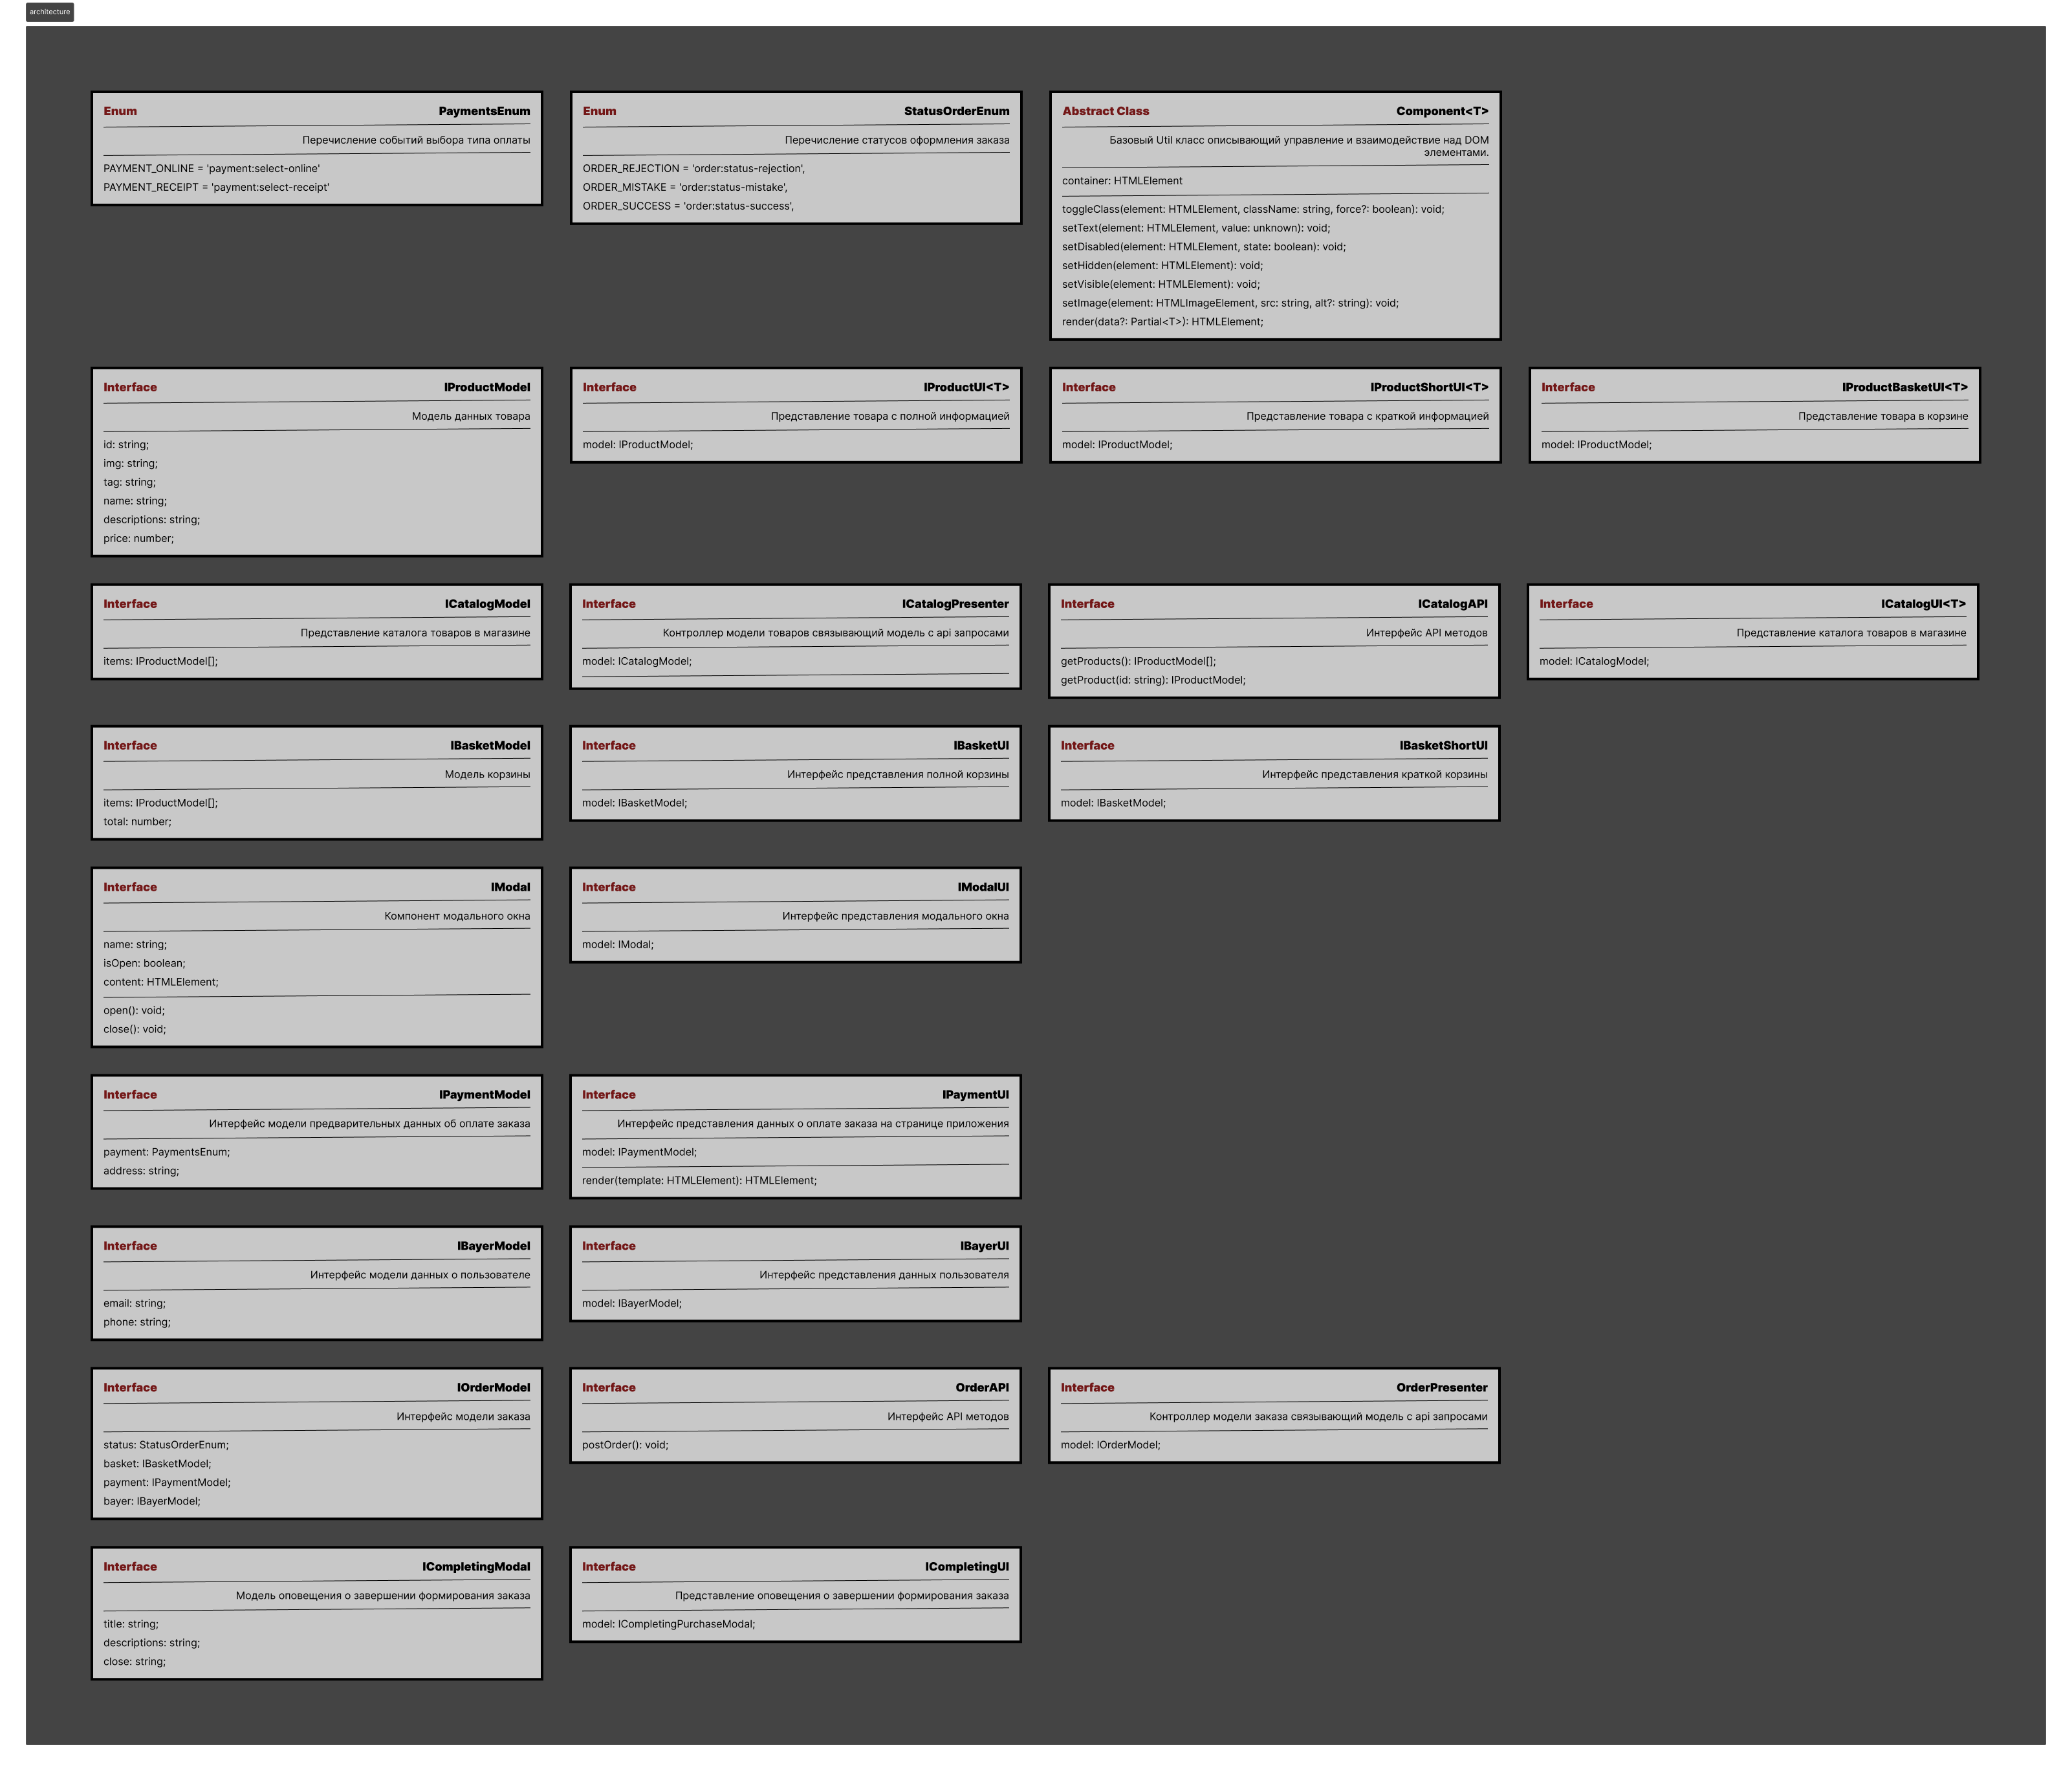 architecture
Enum
PaymentsEnum
Перечисление событий выбора типа оплаты
PAYMENT_ONLINE = 'payment:select-online'
PAYMENT_RECEIPT = 'payment:select-receipt'
Enum
StatusOrderEnum
Перечисление статусов оформления заказа
ORDER_REJECTION = 'order:status-rejection',
ORDER_MISTAKE = 'order:status-mistake',
ORDER_SUCCESS = 'order:status-success',
Abstract Class
Component<T>
Базовый Util класс описывающий управление и взаимодействие над DOM
элементами.
container: HTMLElement
toggleClass(element: HTMLElement, className: string, force?: boolean): void;
setText(element: HTMLElement, value: unknown): void;
setDisabled(element: HTMLElement, state: boolean): void;
setHidden(element: HTMLElement): void;
setVisible(element: HTMLElement): void;
setImage(element: HTMLImageElement, src: string, alt?: string): void;
render(data?: Partial<T>): HTMLElement;
Interface
IProductModel
Модель данных товара
id: string;
img: string;
tag: string;
name: string;
descriptions: string;
price: number;
Interface
IProductUI<T>
Представление товара с полной информацией
model: IProductModel;
Interface
IProductShortUI<T>
Представление товара с краткой информацией
model: IProductModel;
Interface
IProductBasketUI<T>
Представление товара в корзине
model: IProductModel;
Interface
ICatalogModel
Представление каталога товаров в магазине
items: IProductModel[];
Interface
ICatalogPresenter
Контроллер модели товаров связывающий модель с api запросами
model: ICatalogModel;
Interface
ICatalogAPI
Интерфейс API методов
getProducts(): IProductModel[];
getProduct(id: string): IProductModel;
Interface
ICatalogUI<T>
Представление каталога товаров в магазине
model: ICatalogModel;
Interface
IBasketModel
Модель корзины
items: IProductModel[];
total: number;
Interface
IBasketUI
Интерфейс представления полной корзины
model: IBasketModel;
Interface
IBasketShortUI
Интерфейс представления краткой корзины
model: IBasketModel;
Interface
IModal
Компонент модального окна
name: string;
isOpen: boolean;
content: HTMLElement;
open(): void;
close(): void;
Interface
IModalUI
Интерфейс представления модального окна
model: IModal;
Interface
IPaymentModel
Интерфейс модели предварительных данных об оплате заказа
payment: PaymentsEnum;
address: string;
Interface
IPaymentUI
Интерфейс представления данных о оплате заказа на странице приложения
model: IPaymentModel;
render(template: HTMLElement): HTMLElement;
Interface
IBayerModel
Интерфейс модели данных о пользователе
email: string;
phone: string;
Interface
IBayerUI
Интерфейс представления данных пользователя
model: IBayerModel;
Interface
IOrderModel
Интерфейс модели заказа
status: StatusOrderEnum;
basket: IBasketModel;
payment: IPaymentModel;
bayer: IBayerModel;
Interface
OrderAPI
Интерфейс API методов
postOrder(): void;
Interface
OrderPresenter
Контроллер модели заказа связывающий модель с api запросами
model: IOrderModel;
Interface
ICompletingModal
Модель оповещения о завершении формирования заказа
title: string;
descriptions: string;
close: string;
Interface
ICompletingUI
Представление оповещения о завершении формирования заказа
model: ICompletingPurchaseModal;